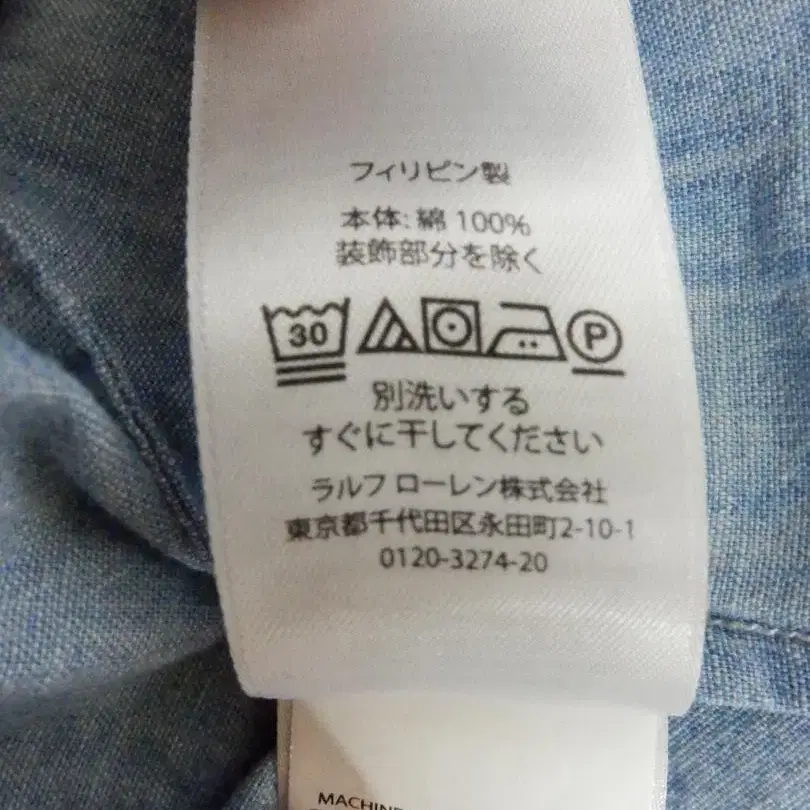 フィリピン製
本体: 綿 100%
装飾部分を除く
30 P
別洗いする
すぐに干してください
ラルフ ローレン株式会社
東京都千代田区永田町2-10-1
0120-3274-20